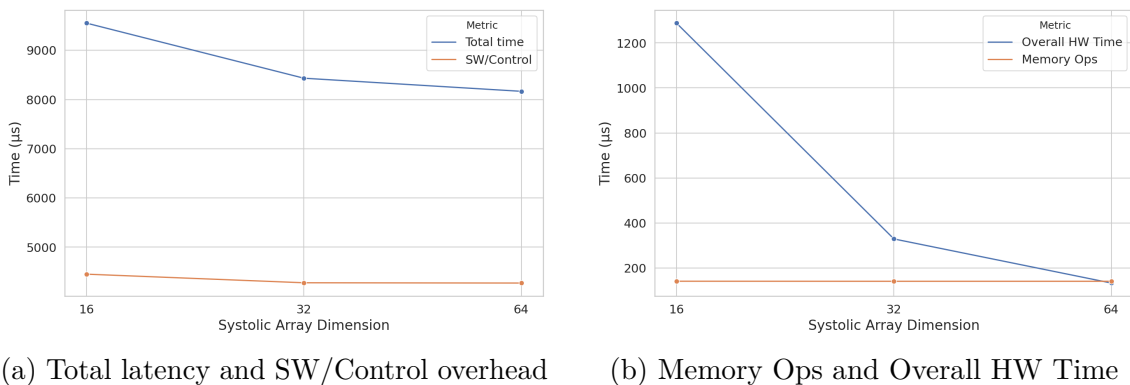 Metric
Total time
SW/Control
9000
8000
7000
6000
5000
Time (µs)
16
32
64
Systolic Array Dimension
(a) Total latency and SW/Control overhead
Metric
Overall HW Time
Memory Ops
1200
1000
800
600
400
200
Time (µs)
16
32
64
Systolic Array Dimension
(b) Memory Ops and Overall HW Time